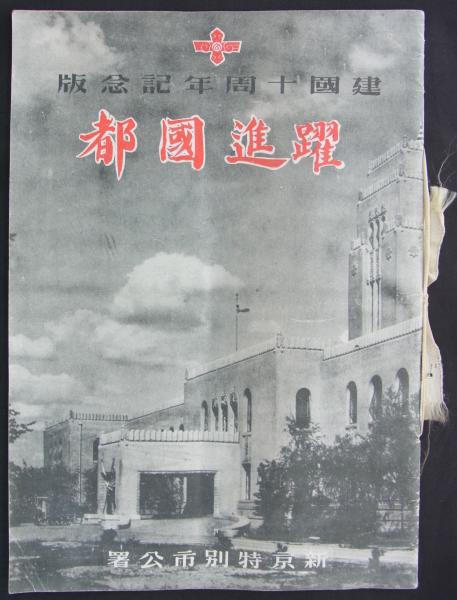 建國十周年記念版
躍進國都
新京特別市公署